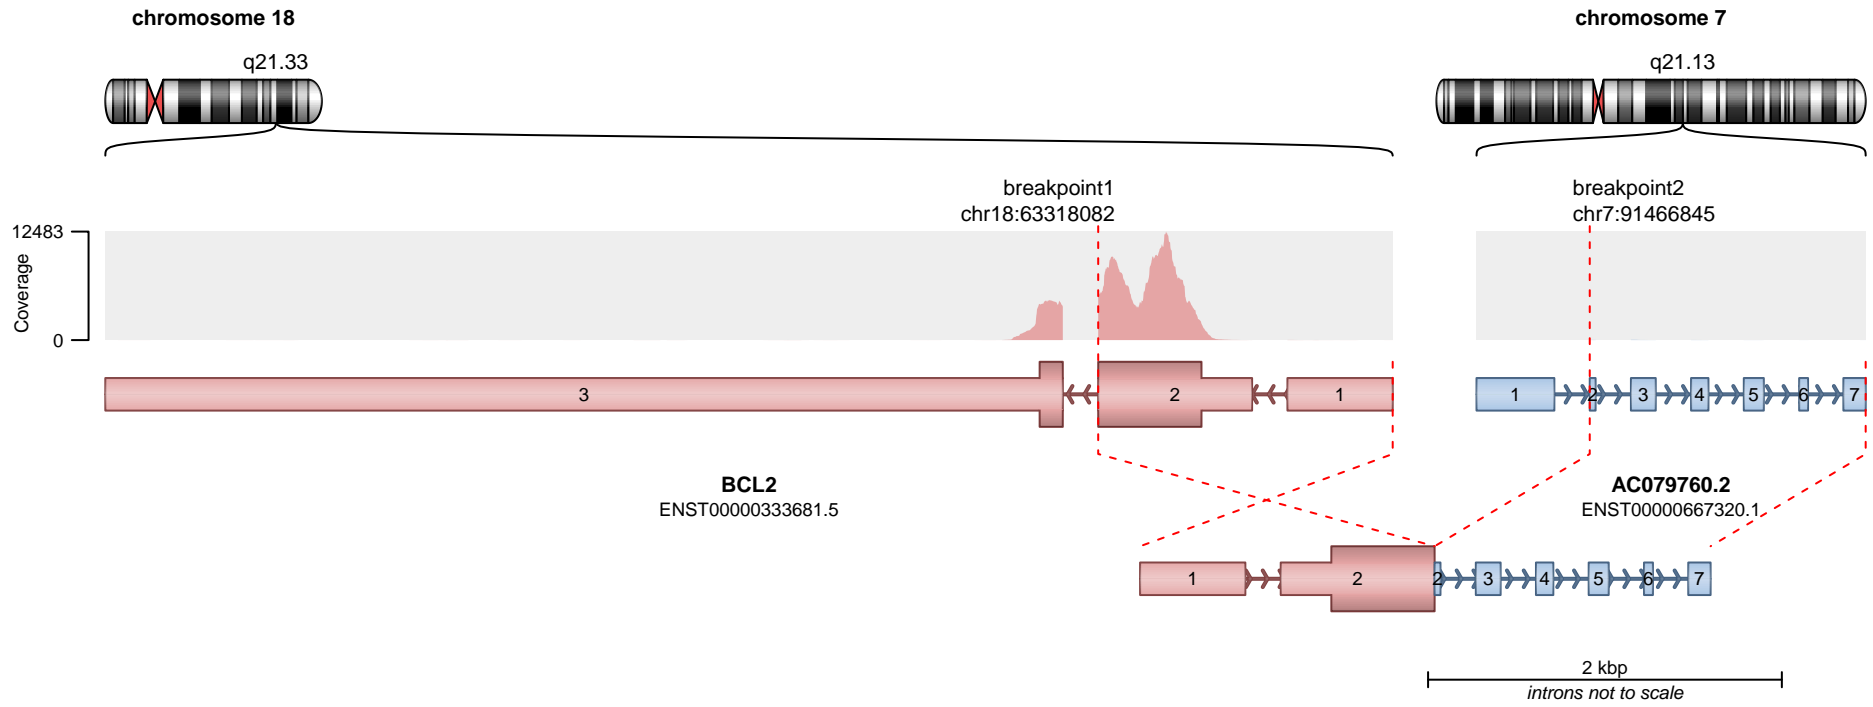 chromosome 18
chromosome 7
q21.33
q21.13
breakpoint1
chr18:63318082
breakpoint2
chr7:91466845
12483
Coverage
0
3
2
1
1
2
3
4
5
6
7
BCL2
ENST00000333681.5
AC079760.2
ENST00000667320.1
1
2
2
3
4
5
6
7
2 kbp
introns not to scale